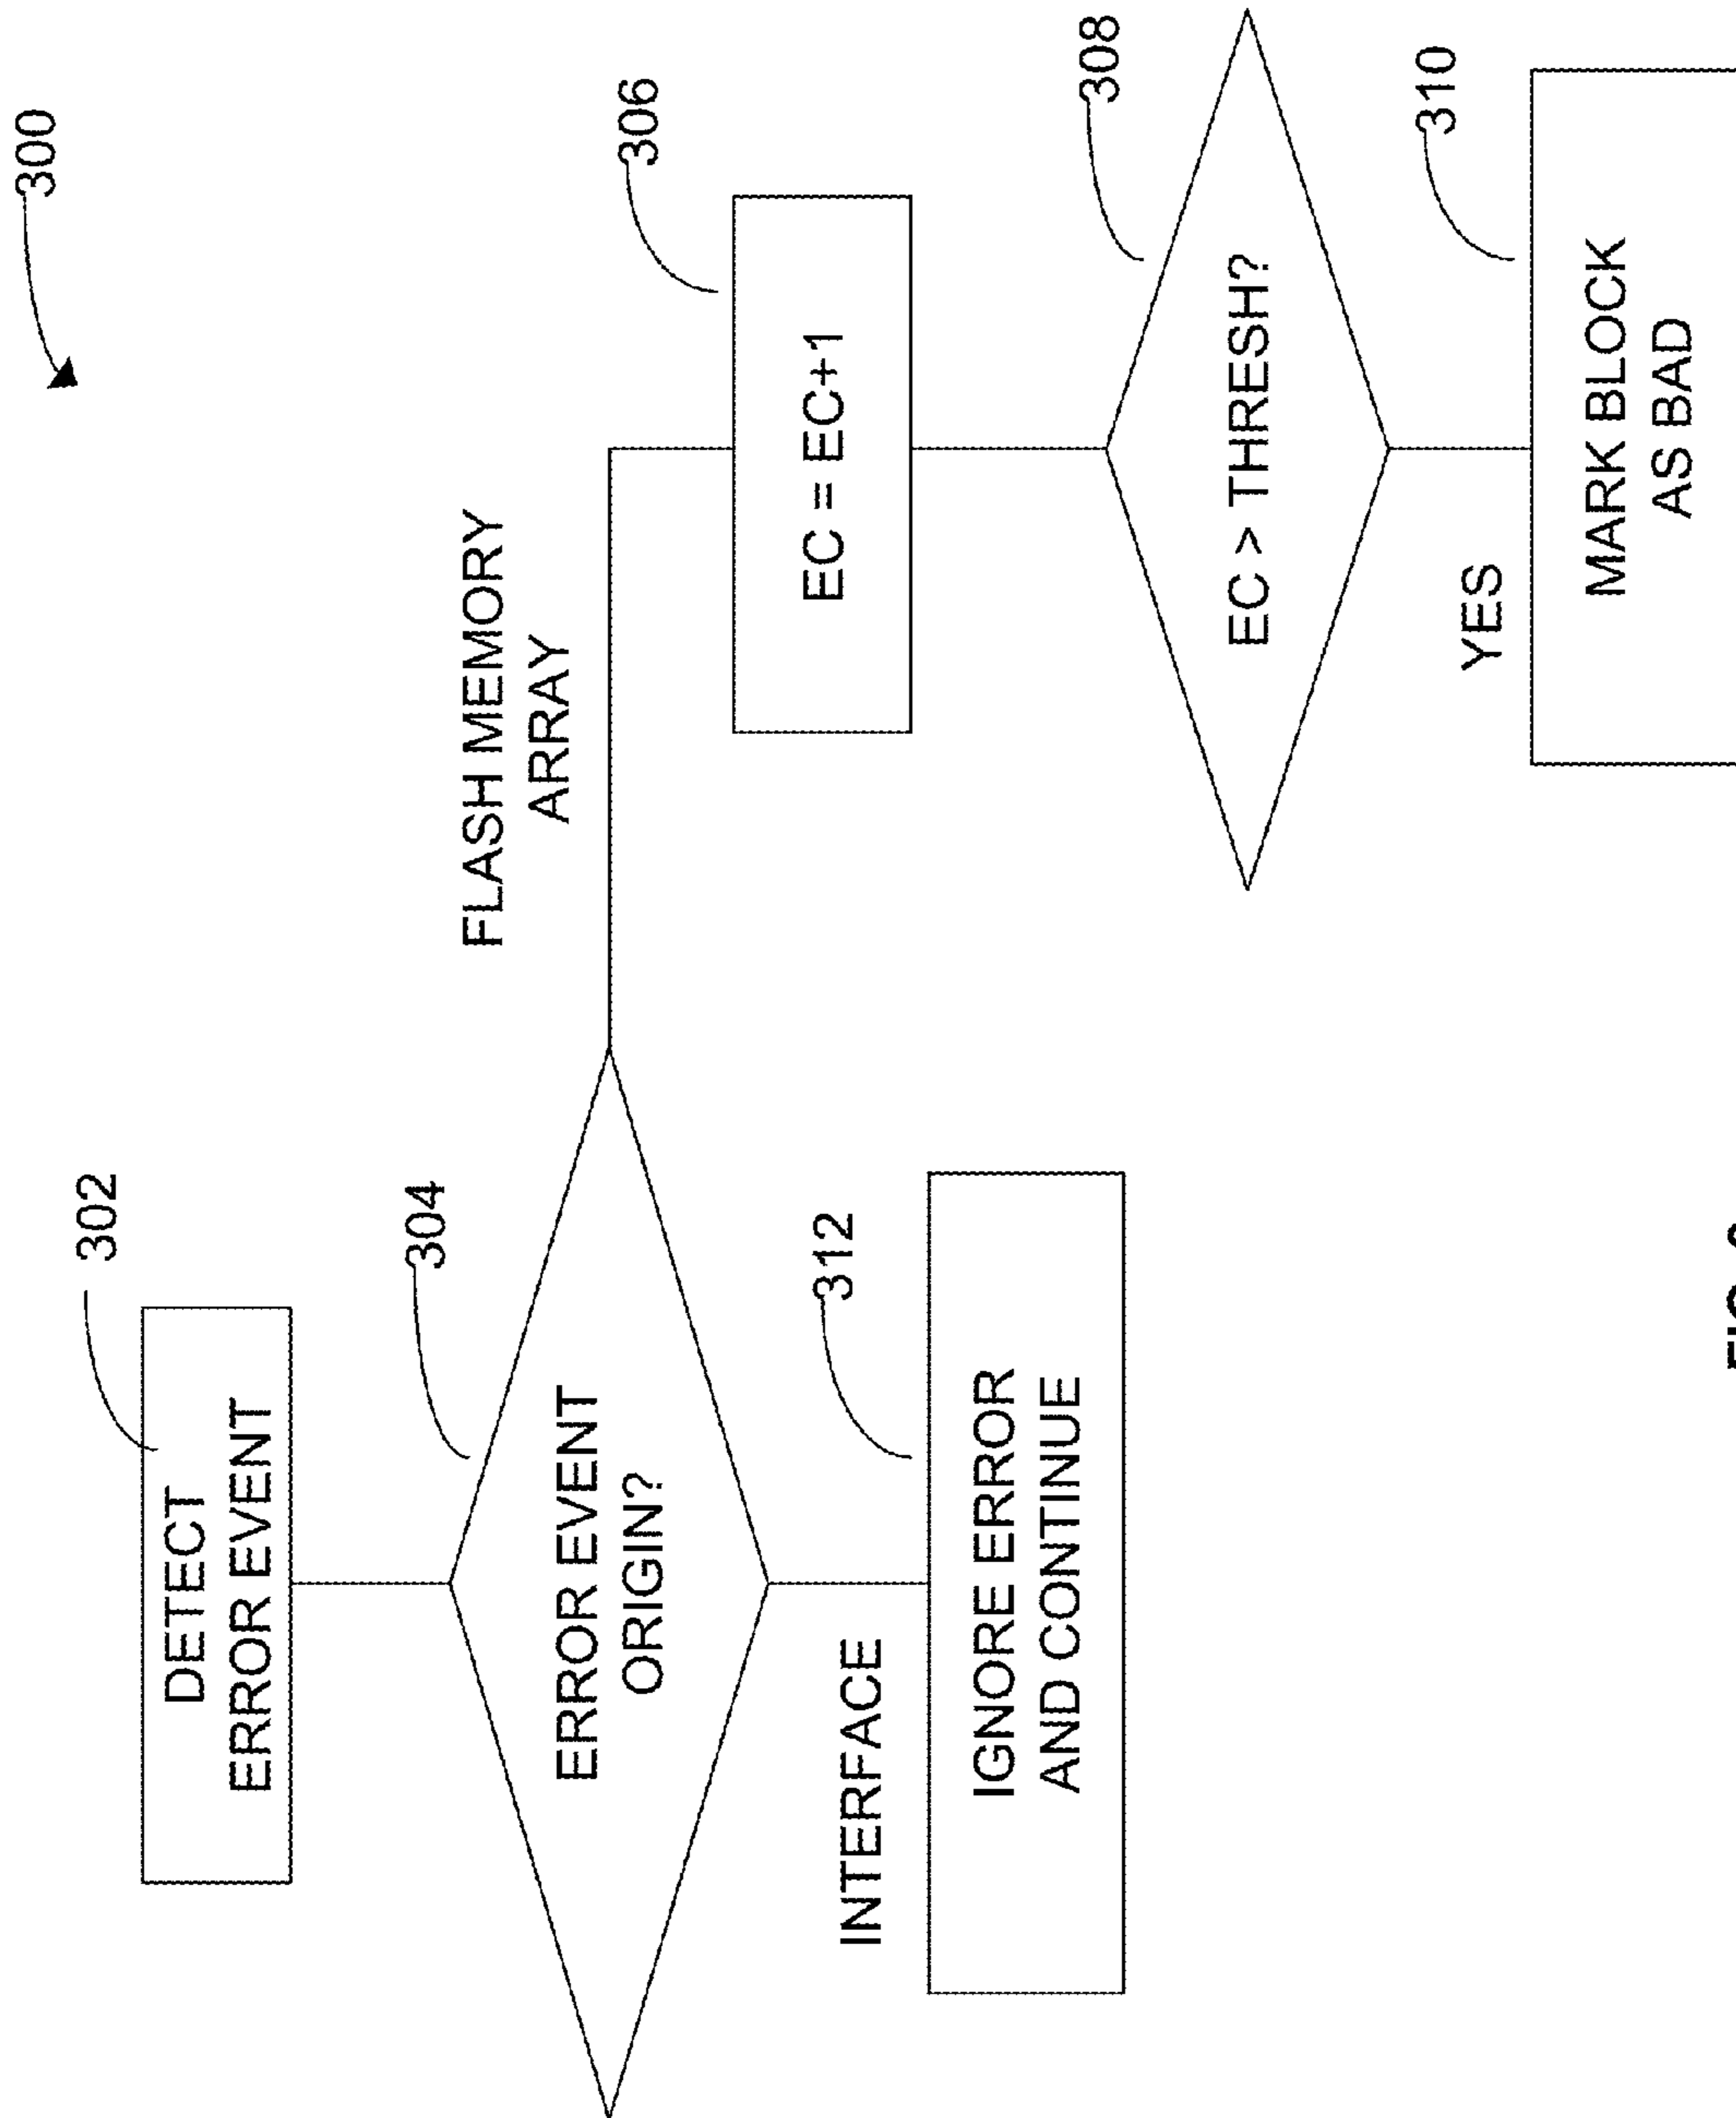 300
302
DETECT
ERROR EVENT
304
ERROR EVENT
ORIGIN?
FLASH MEMORY
ARRAY
306
EC = EC+1
INTERFACE
312
IGNORE ERROR
AND CONTINUE
308
EC > THRESH?
YES
310
MARK BLOCK
AS BAD